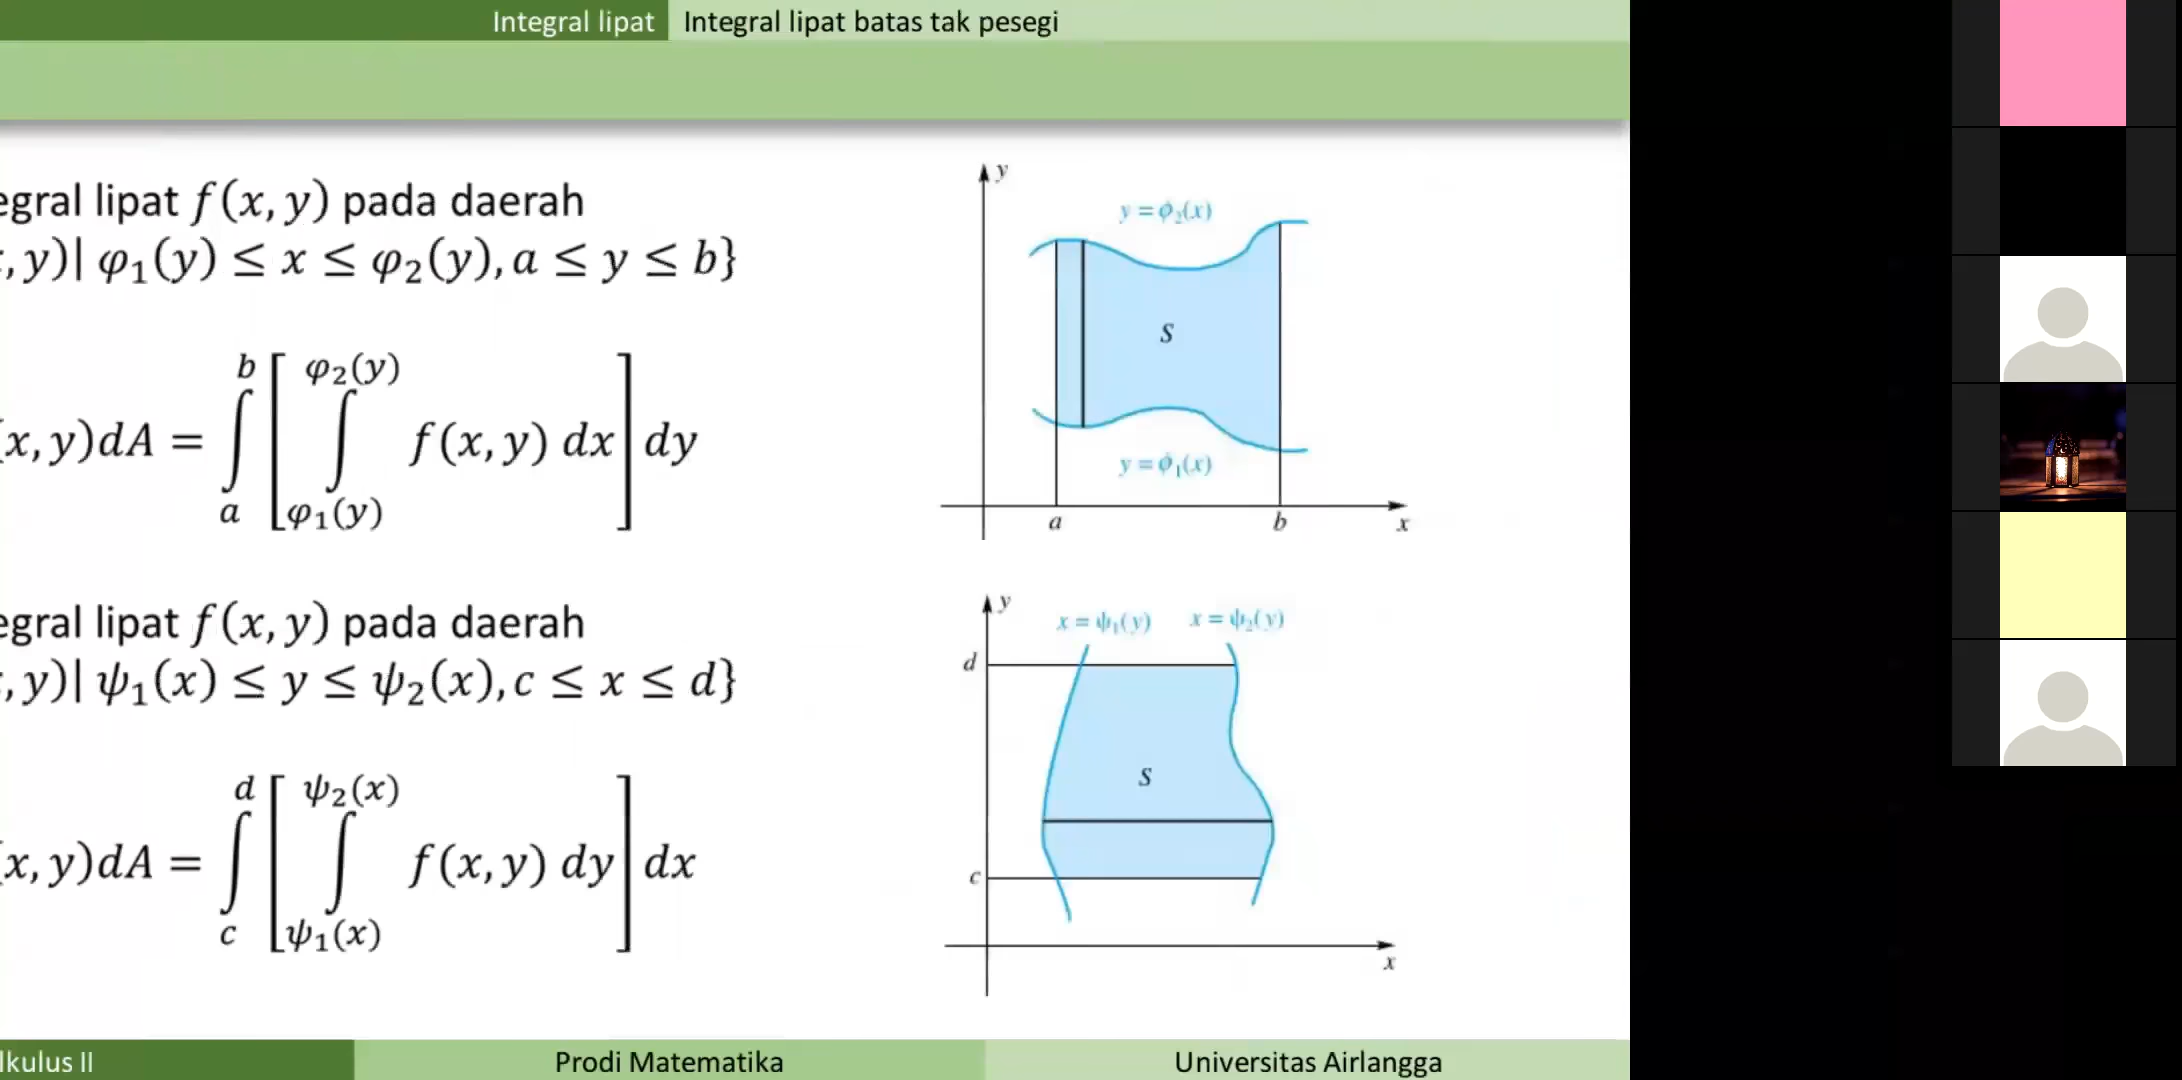 Integral lipat Integral lipat batas tak pesegi
egral lipat f(x, y) pada daerah
, y)| φ₁(y) ≤ x ≤ φ₂(y), a ≤ y ≤ b}
x, y)dA = ∫ₐᵇ [∫_{φ₁(y)}^{φ₂(y)} f(x, y) dx] dy
y
y = ϕ₂(x)
S
y = ϕ₁(x)
a b x
egral lipat f(x, y) pada daerah
, y)| ψ₁(x) ≤ y ≤ ψ₂(x), c ≤ x ≤ d}
x, y)dA = ∫_c^d [∫_{ψ₁(x)}^{ψ₂(x)} f(x, y) dy] dx
y
x = ψ₁(y) x = ψ₂(y)
d
S
c
x
lkulus II Prodi Matematika Universitas Airlangga